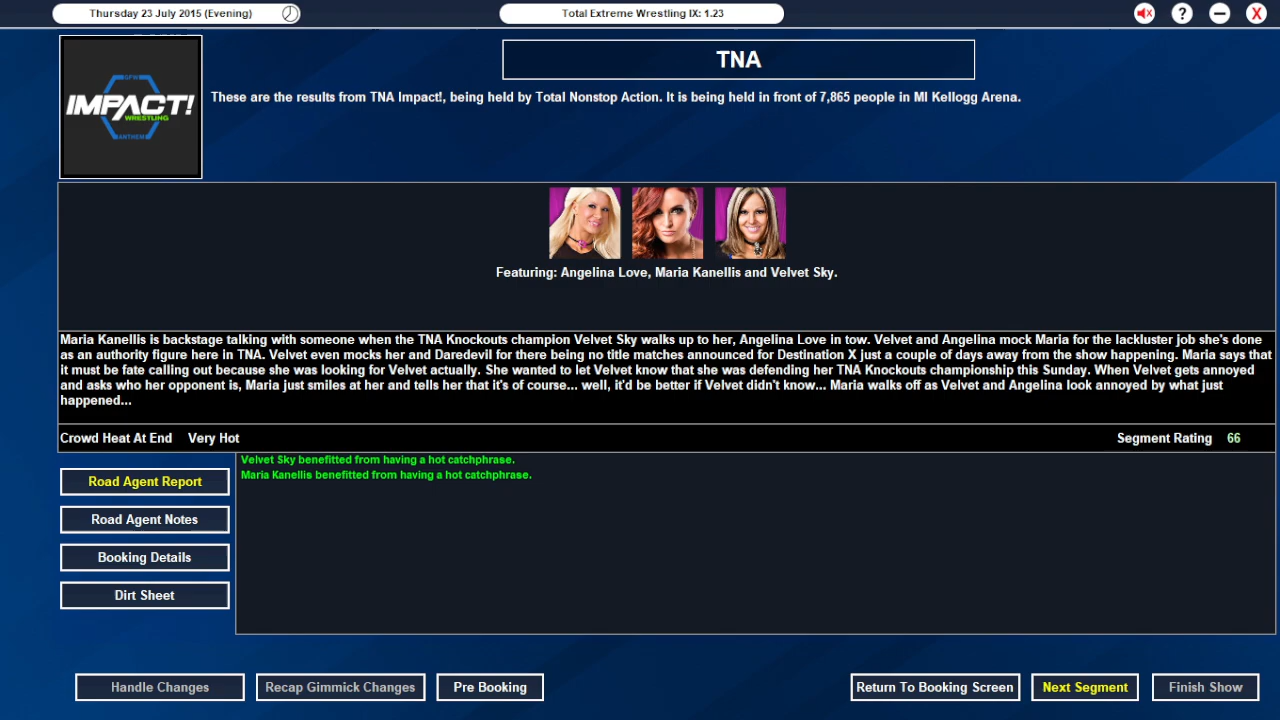 Thursday 23 July 2015 (Evening)
Total Extreme Wrestling IX: 1.23
?
X
TNA
GFW
IMPACT!
WRESTLING
ANTHEM
These are the results from TNA Impact!, being held by Total Nonstop Action. It is being held in front of 7,865 people in MI Kellogg Arena.
Featuring: Angelina Love, Maria Kanellis and Velvet Sky.
Maria Kanellis is backstage talking with someone when the TNA Knockouts champion Velvet Sky walks up to her, Angelina Love in tow. Velvet and Angelina mock Maria for the lackluster job she's done
as an authority figure here in TNA. Velvet even mocks her and Daredevil for there being no title matches announced for Destination X just a couple of days away from the show happening. Maria says that
it must be fate calling out because she was looking for Velvet actually. She wanted to let Velvet know that she was defending her TNA Knockouts championship this Sunday. When Velvet gets annoyed
and asks who her opponent is, Maria just smiles at her and tells her that it's of course... well, it'd be better if Velvet didn't know... Maria walks off as Velvet and Angelina look annoyed by what just
happened...
Crowd Heat At End Very Hot
Segment Rating 66
Velvet Sky benefitted from having a hot catchphrase.
Maria Kanellis benefitted from having a hot catchphrase.
Road Agent Report
Road Agent Notes
Booking Details
Dirt Sheet
Handle Changes
Recap Gimmick Changes
Pre Booking
Return To Booking Screen
Next Segment
Finish Show